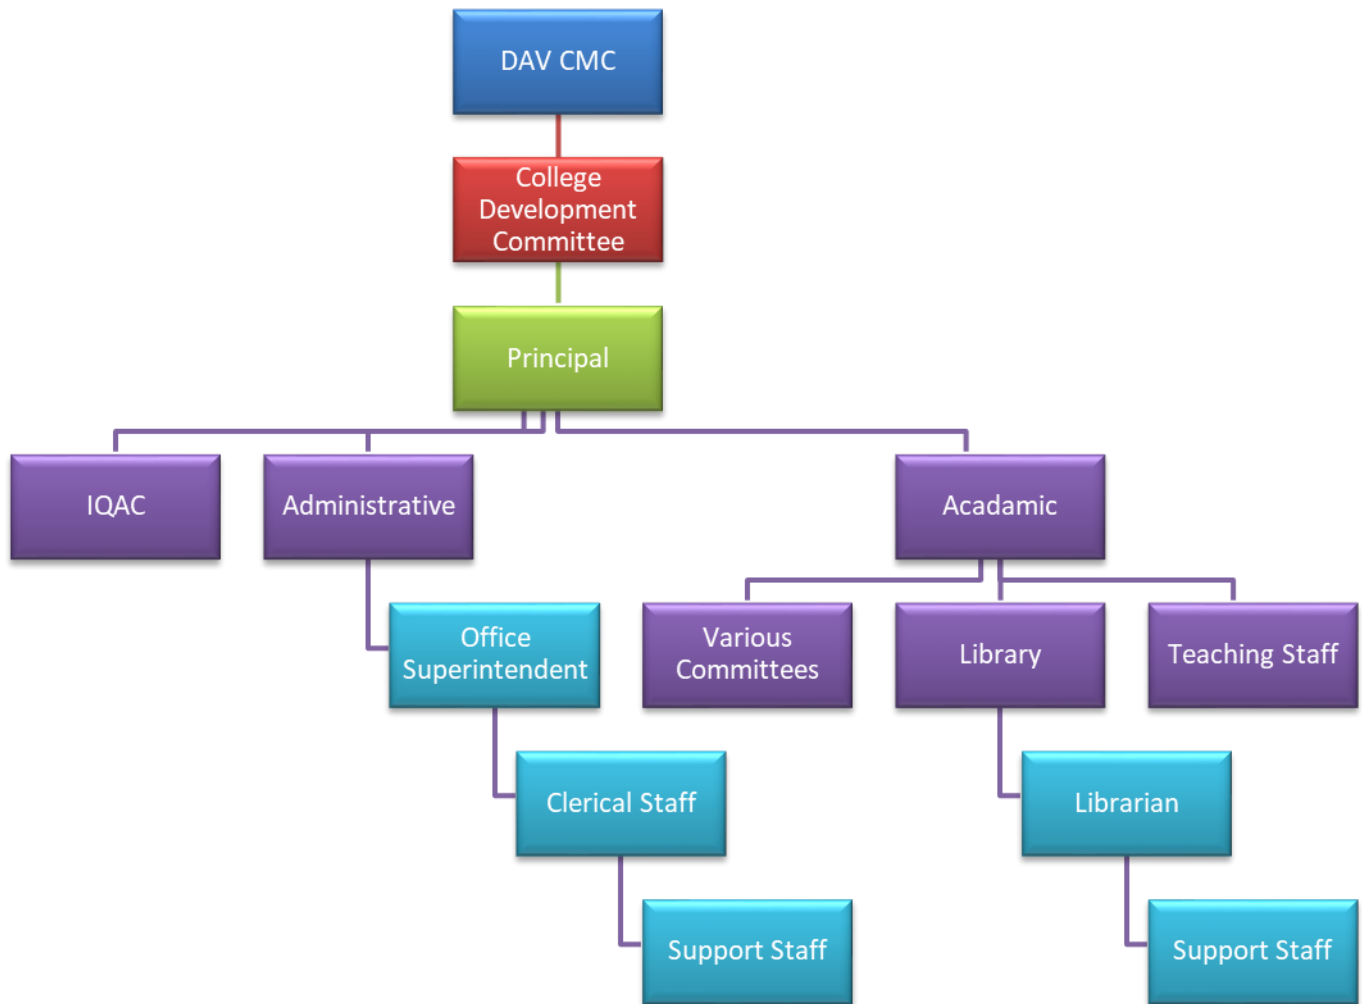 DAV CMC
College
Development
Committee
Principal
IQAC
Administrative
Acadamic
Office
Superintendent
Various
Committees
Library
Teaching Staff
Clerical Staff
Librarian
Support Staff
Support Staff